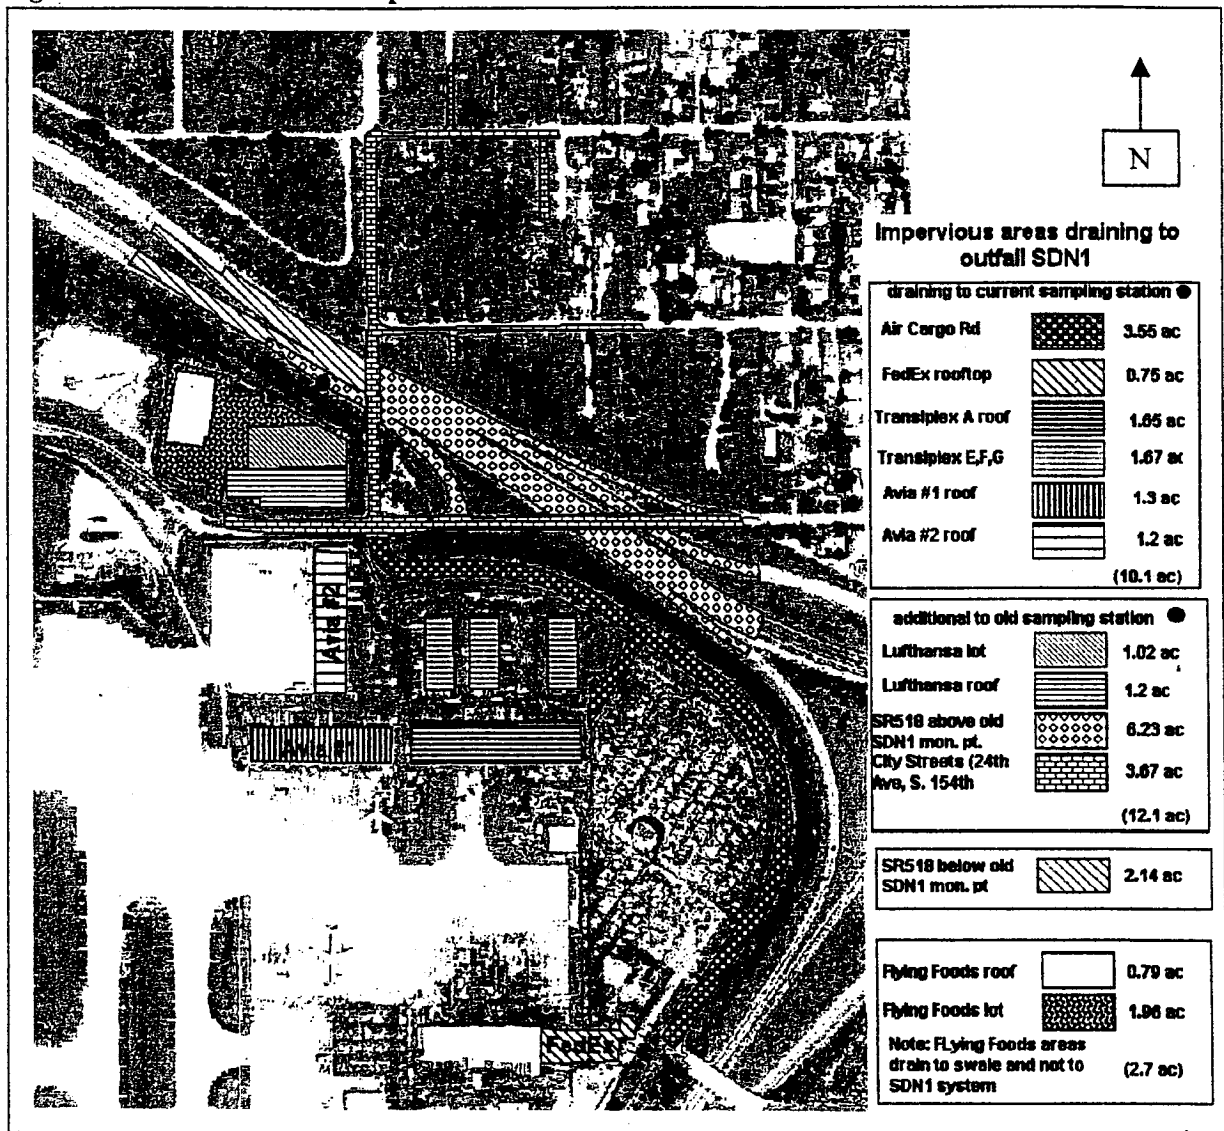 N
Impervious areas draining to
outfall SDN1
draining to current sampling station
Air Cargo Rd 3.55 ac
FedEx rooftop 0.75 ac
Transiplex A roof 1.65 ac
Transiplex E,F,G 1.67 ac
Avia #1 roof 1.3 ac
Avia #2 roof 1.2 ac
(10.1 ac)
additional to old sampling station
Lufthansa lot 1.02 ac
Lufthansa roof 1.2 ac
SR518 above old
SDN1 mon. pt. 6.23 ac
City Streets (24th
Ave, S. 154th 3.67 ac
(12.1 ac)
SR518 below old
SDN1 mon. pt 2.14 ac
Flying Foods roof 0.79 ac
Flying Foods lot 1.96 ac
Note: FLying Foods areas
drain to swale and not to
SDN1 system
(2.7 ac)
Avia #2
Avia #1
FedEx